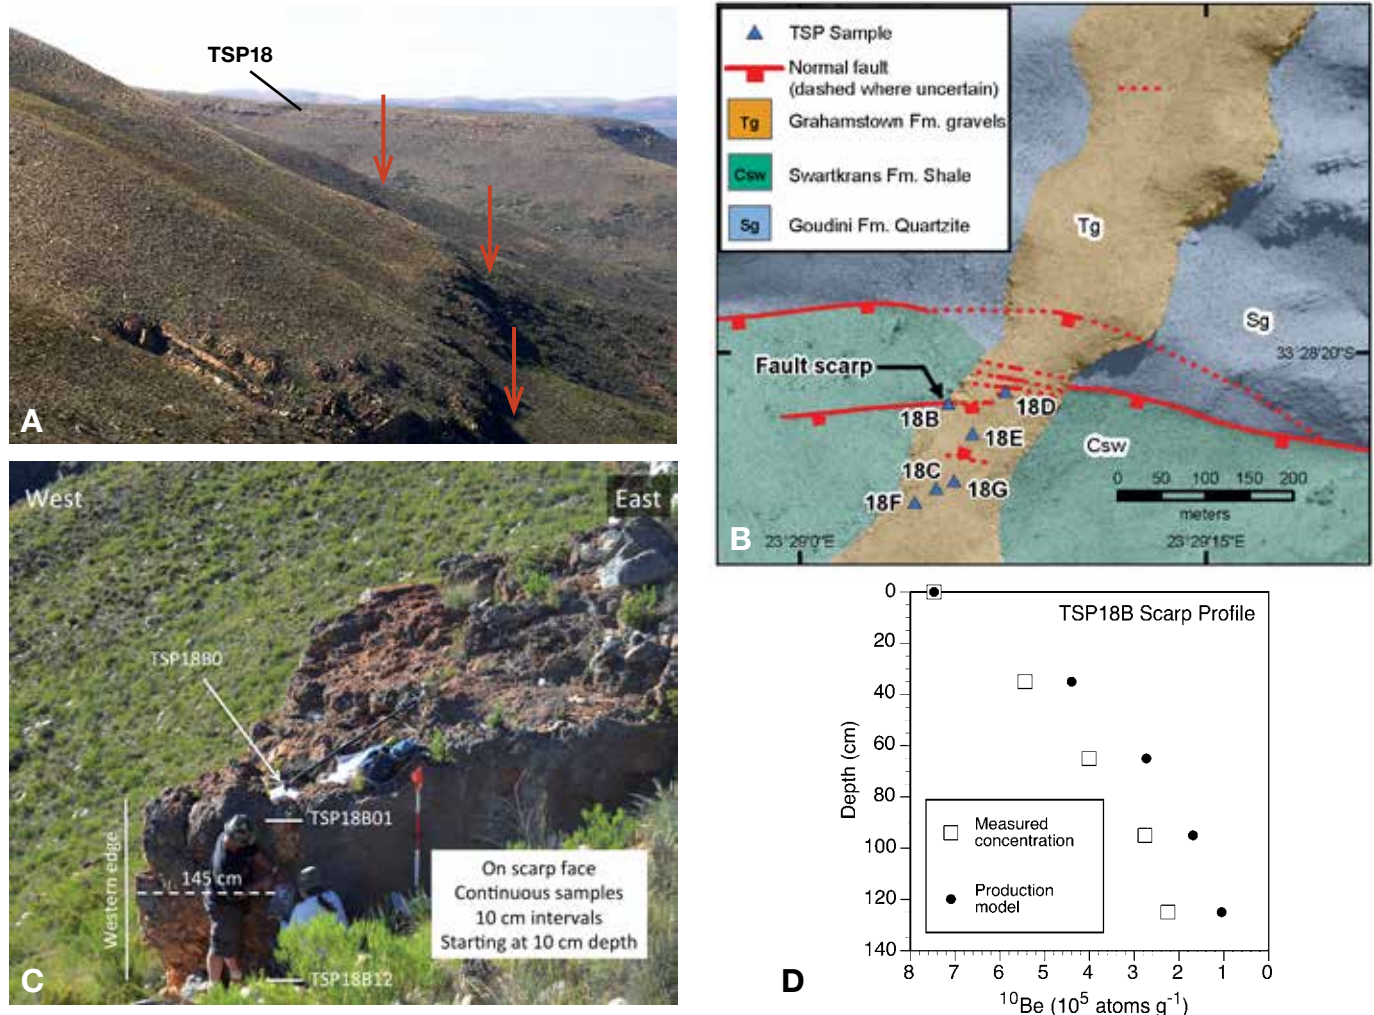 TSP18
A
TSP Sample
Normal fault
(dashed where uncertain)
Tg
Grahamstown Fm. gravels
Csw
Swartkrans Fm. Shale
Sg
Goudini Fm. Quartzite
Tg
Sg
33°28'20"S
Fault scarp
18B
18D
18E
Csw
18C
18G
18F
0 50 100 150 200
meters
B
23°29'0"E
23°29'15"E
West
East
TSP18B0
TSP18B01
Western edge
145 cm
On scarp face
Continuous samples
10 cm intervals
Starting at 10 cm depth
TSP18B12
C
TSP18B Scarp Profile
0
20
40
60
80
100
120
140
Depth (cm)
Measured
concentration
Production
model
8 7 6 5 4 3 2 1 0
¹⁰Be (10⁵ atoms g⁻¹)
D